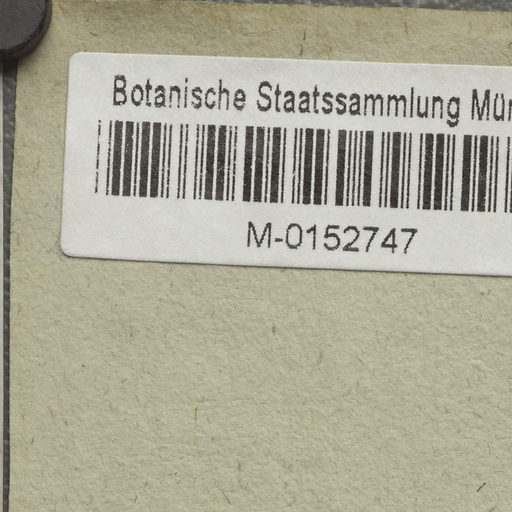 Botanische Staatssammlung Mün
M-0152747